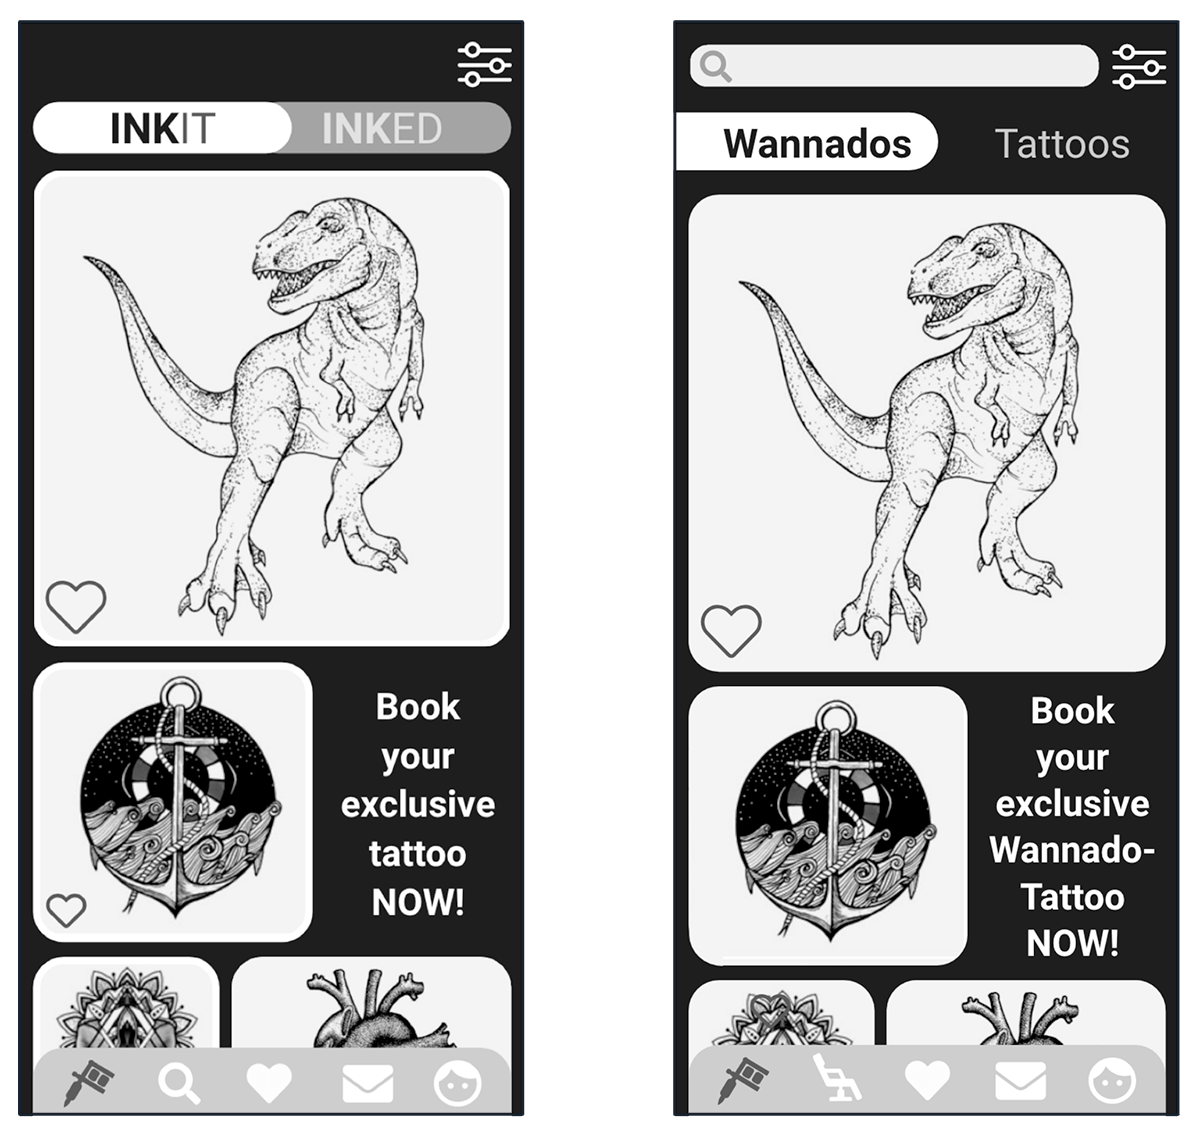 INKIT INKED
Book
your
exclusive
tattoo
NOW!
Wannados Tattoos
Book
your
exclusive
Wannado-
Tattoo
NOW!